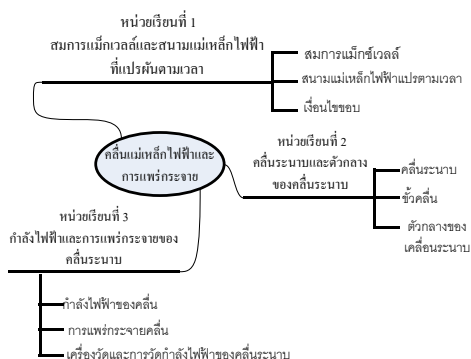 หน่วยเรียนที่ 1
สมการแม็กเวลล์และสนามแม่เหล็กไฟฟ้า
ที่แปรผันตามเวลา
สมการแม็กซ์เวลล์
สนามแม่เหล็กไฟฟ้าแปรตามเวลา
เงื่อนไขขอบ
คลื่นแม่เหล็กไฟฟ้าและ
การแพร่กระจาย
หน่วยเรียนที่ 2
คลื่นระนาบและตัวกลาง
ของคลื่นระนาบ
คลื่นระนาบ
ขั้วคลื่น
ตัวกลางของ
เคลื่อนระนาบ
หน่วยเรียนที่ 3
กำลังไฟฟ้าและการแพร่กระจายของ
คลื่นระนาบ
กำลังไฟฟ้าของคลื่น
การแพร่กระจายคลื่น
เครื่องวัดและการวัดกำลังไฟฟ้าของคลื่นระนาบ